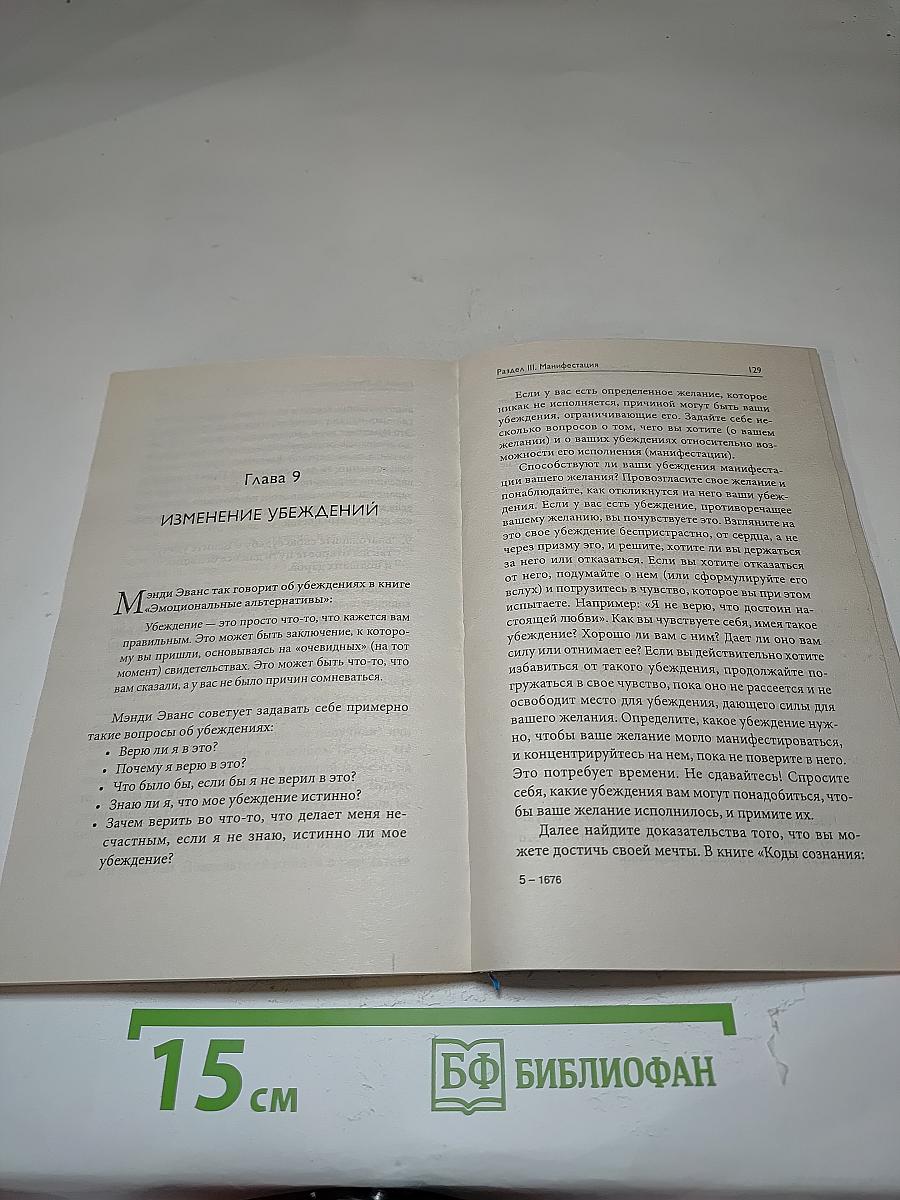 Глава 9
ИЗМЕНЕНИЕ УБЕЖДЕНИЙ
Мэнди Эванс так говорит об убеждениях в книге
«Эмоциональные альтернативы»:
Убеждение — это просто что-то, что кажется вам
правильным. Это может быть заключение, к которо-
му вы пришли, основываясь на «очевидных» (на тот
момент) свидетельствах. Это может быть что-то, что
вам сказали, а у вас не было причин сомневаться.
Мэнди Эванс советует задавать себе примерно
такие вопросы об убеждениях:
• Верю ли я в это?
• Почему я верю в это?
• Что было бы, если бы я не верил в это?
• Знаю ли я, что мое убеждение истинно?
• Зачем верить во что-то, что делает меня не-
счастным, если я не знаю, истинно ли мое
убеждение?
Раздел III. Манифестация 129
Если у вас есть определенное желание, которое
никак не исполняется, причиной могут быть ваши
убеждения, ограничивающие его. Задайте себе не-
сколько вопросов о том, чего вы хотите (о вашем
желании) и о ваших убеждениях относительно воз-
можности его исполнения (манифестации).
Способствуют ли ваши убеждения манифеста-
ции вашего желания? Провозгласите свое желание и
понаблюдайте, как откликнутся на него ваши убеж-
дения. Если у вас есть убеждение, противоречащее
вашему желанию, вы почувствуете это. Взгляните на
это свое убеждение беспристрастно, от сердца, а не
через призму эго, и решите, хотите ли вы держаться
за него или отказаться. Если вы хотите отказаться
от него, подумайте о нем (или сформулируйте его
вслух) и погрузитесь в чувство, которое вы при этом
испытаете. Например: «Я не верю, что достоин на-
стоящей любви». Как вы чувствуете себя, имея такое
убеждение? Хорошо ли вам с ним? Дает ли оно вам
силу или отнимает ее? Если вы действительно хотите
избавиться от такого убеждения, продолжайте по-
гружаться в свое чувство, пока оно не рассеется и не
освободит место для убеждения, дающего силы для
вашего желания. Определите, какое убеждение нуж-
но, чтобы ваше желание могло манифестироваться,
и концентрируйтесь на нем, пока не поверите в него.
Это потребует времени. Не сдавайтесь! Спросите
себя, какие убеждения вам могут понадобиться, что-
бы ваше желание исполнилось, и примите их.
Далее найдите доказательства того, что вы мо-
жете достичь своей мечты. В книге «Коды сознания:
5 – 1676
15 см
БФ БИБЛИОФАН